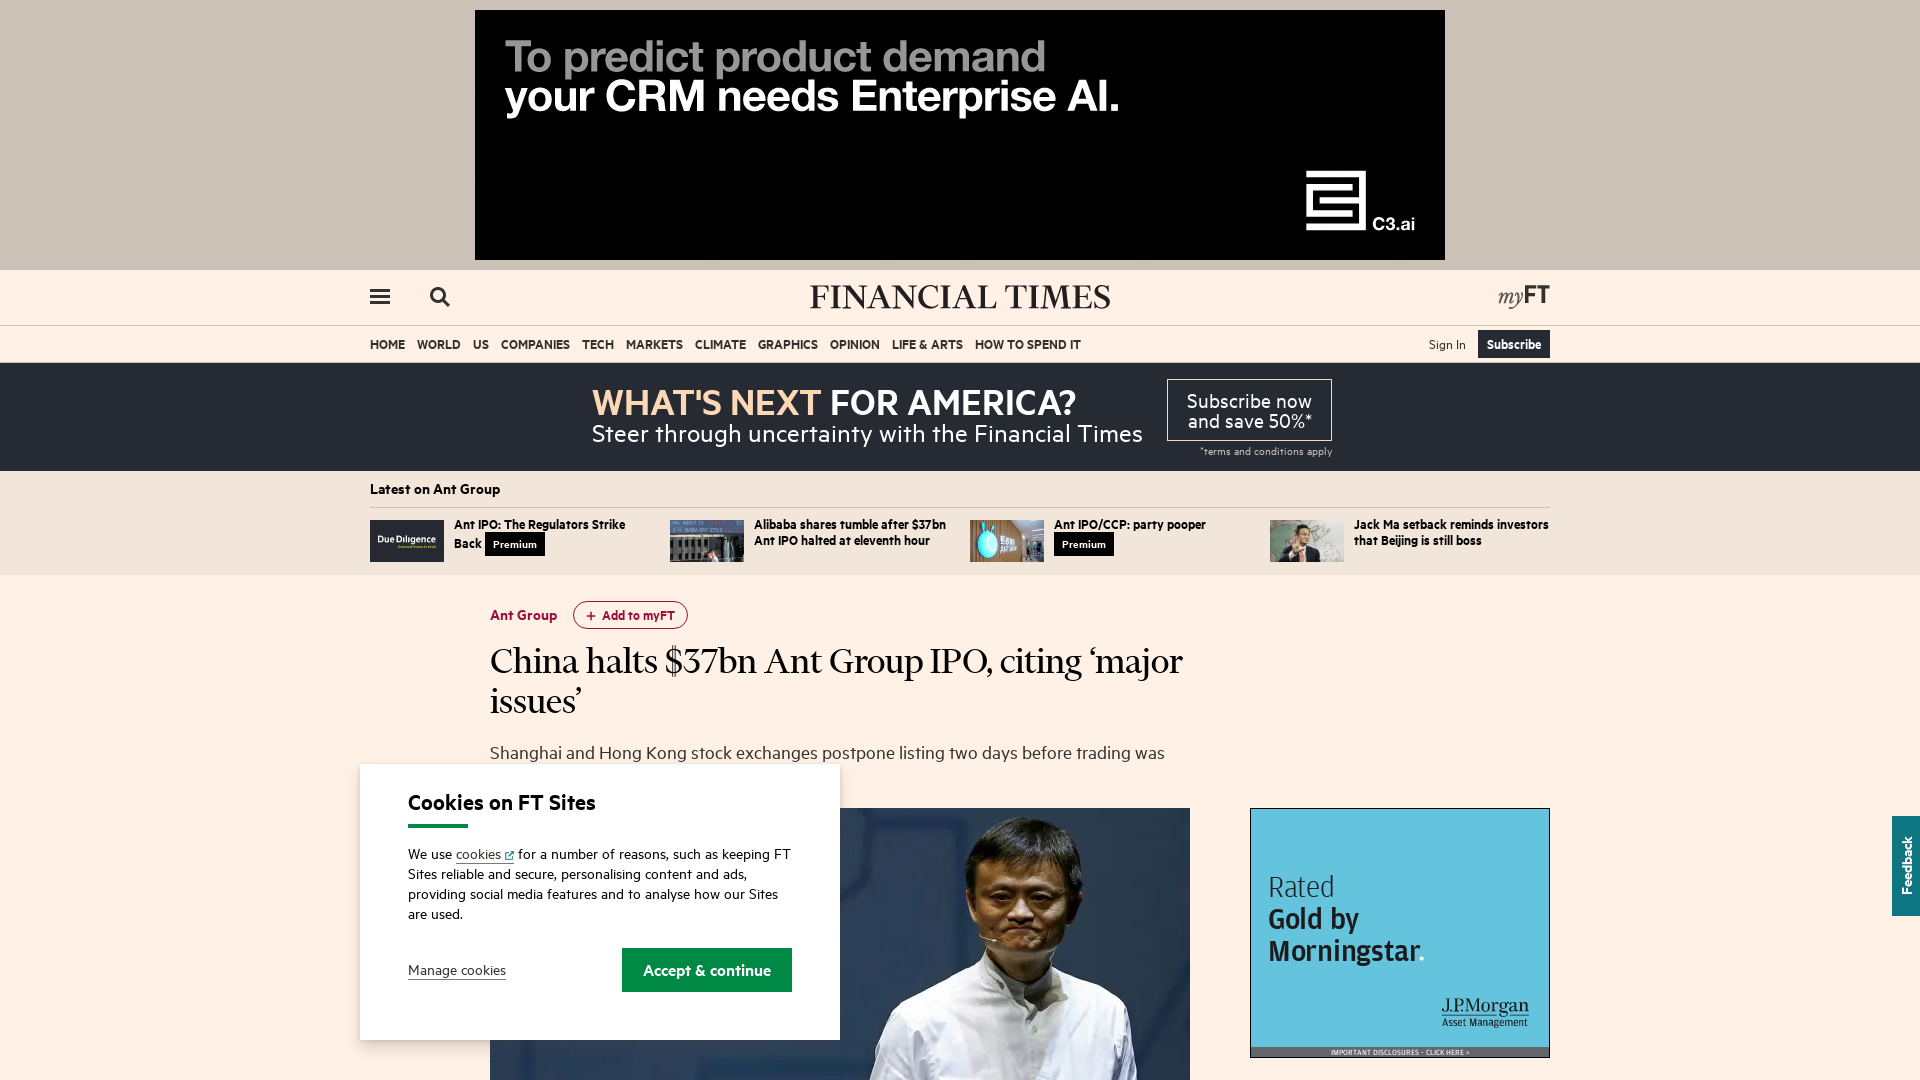 To predict product demand
your CRM needs Enterprise AI.
C3.ai
FINANCIAL TIMES
myFT
HOME WORLD US COMPANIES TECH MARKETS CLIMATE GRAPHICS OPINION LIFE & ARTS HOW TO SPEND IT
Sign In Subscribe
WHAT'S NEXT FOR AMERICA?
Steer through uncertainty with the Financial Times
Subscribe now
and save 50%*
*terms and conditions apply
Latest on Ant Group
Due Diligence
Ant IPO: The Regulators Strike
Back Premium
Alibaba shares tumble after $37bn
Ant IPO halted at eleventh hour
Ant IPO/CCP: party pooper
Premium
Jack Ma setback reminds investors
that Beijing is still boss
Ant Group + Add to myFT
China halts $37bn Ant Group IPO, citing ‘major
issues’
Shanghai and Hong Kong stock exchanges postpone listing two days before trading was
Cookies on FT Sites
We use cookies for a number of reasons, such as keeping FT
Sites reliable and secure, personalising content and ads,
providing social media features and to analyse how our Sites
are used.
Manage cookies
Accept & continue
Rated
Gold by
Morningstar.
J.P.Morgan
Asset Management
IMPORTANT DISCLOSURES - CLICK HERE >
Feedback